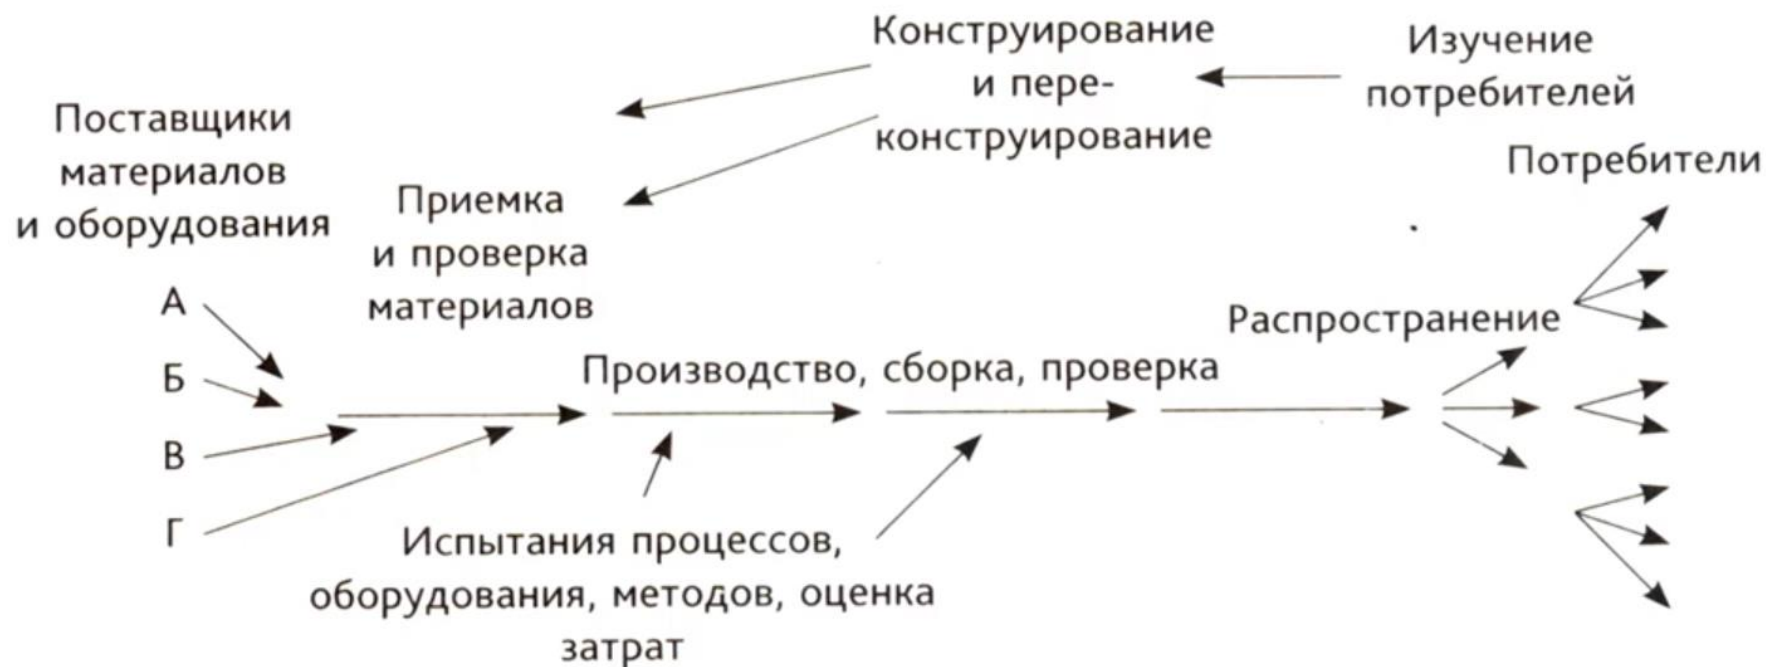 Конструирование
и пере-
конструирование
Изучение
потребителей
Поставщики
материалов
и оборудования
Потребители
Приемка
и проверка
материалов
А
Б
В
Г
Производство, сборка, проверка
Распространение
Испытания процессов,
оборудования, методов, оценка
затрат